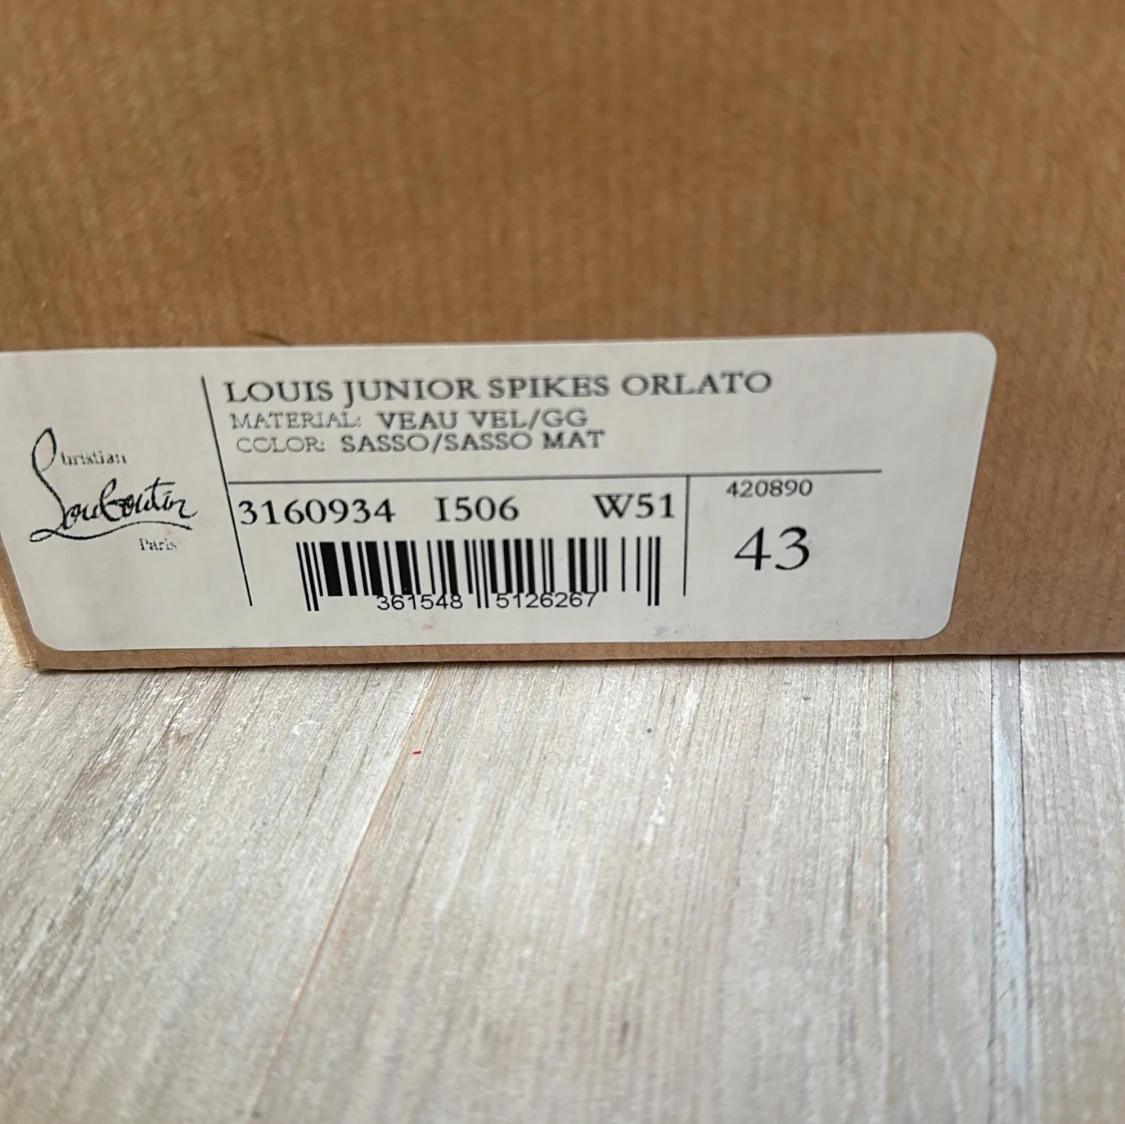 Christian
Louboutin
Paris
LOUIS JUNIOR SPIKES ORLATO
MATERIAL: VEAU VEL/GG
COLOR: SASSO/SASSO MAT
3160934 I506 W51
361548 5126267
420890
43